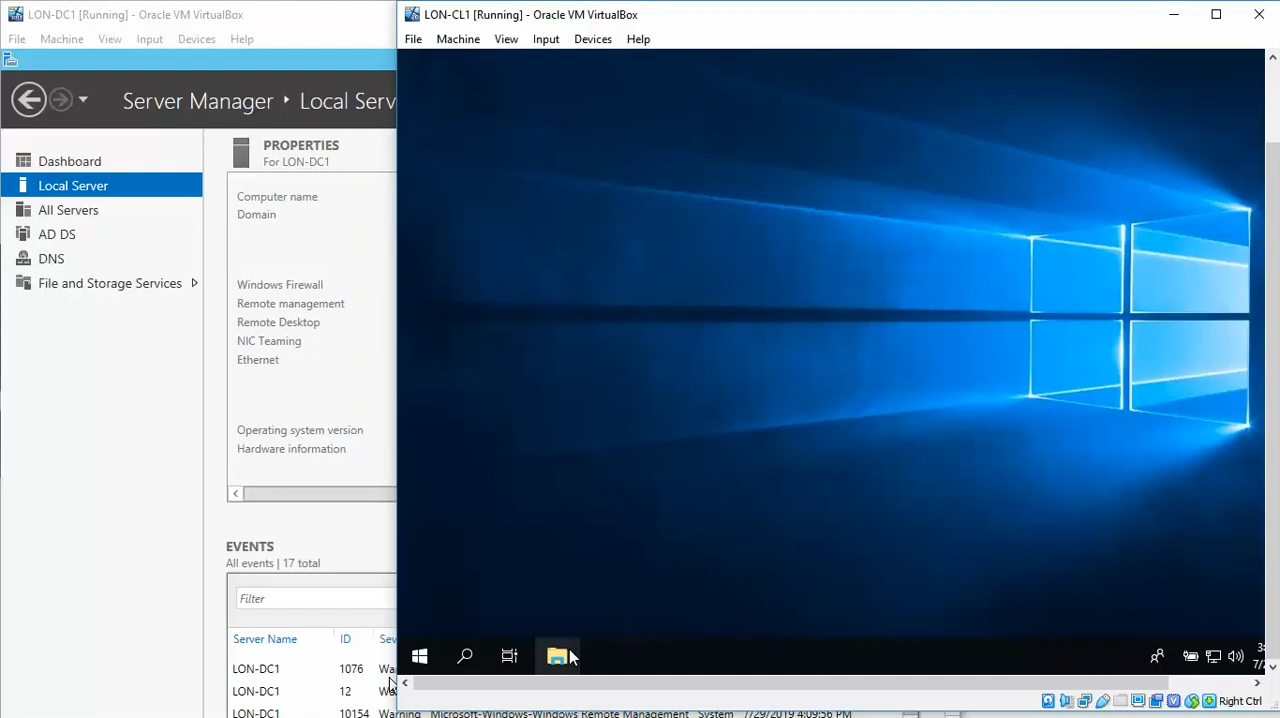 LON-DC1 [Running] - Oracle VM VirtualBox
File Machine View Input Devices Help
LON-CL1 [Running] - Oracle VM VirtualBox
File Machine View Input Devices Help
Server Manager Local Serv
Dashboard
Local Server
All Servers
AD DS
DNS
File and Storage Services
PROPERTIES
For LON-DC1
Computer name
Domain
Windows Firewall
Remote management
Remote Desktop
NIC Teaming
Ethernet
Operating system version
Hardware information
EVENTS
All events | 17 total
Filter
Server Name ID Sev
LON-DC1 1076 Wa
LON-DC1 12
LON-DC1 10154 Warning Microsoft-Windows-Windows Remote Management System 7/29/2019 4:09:56 PM
Right Ctrl